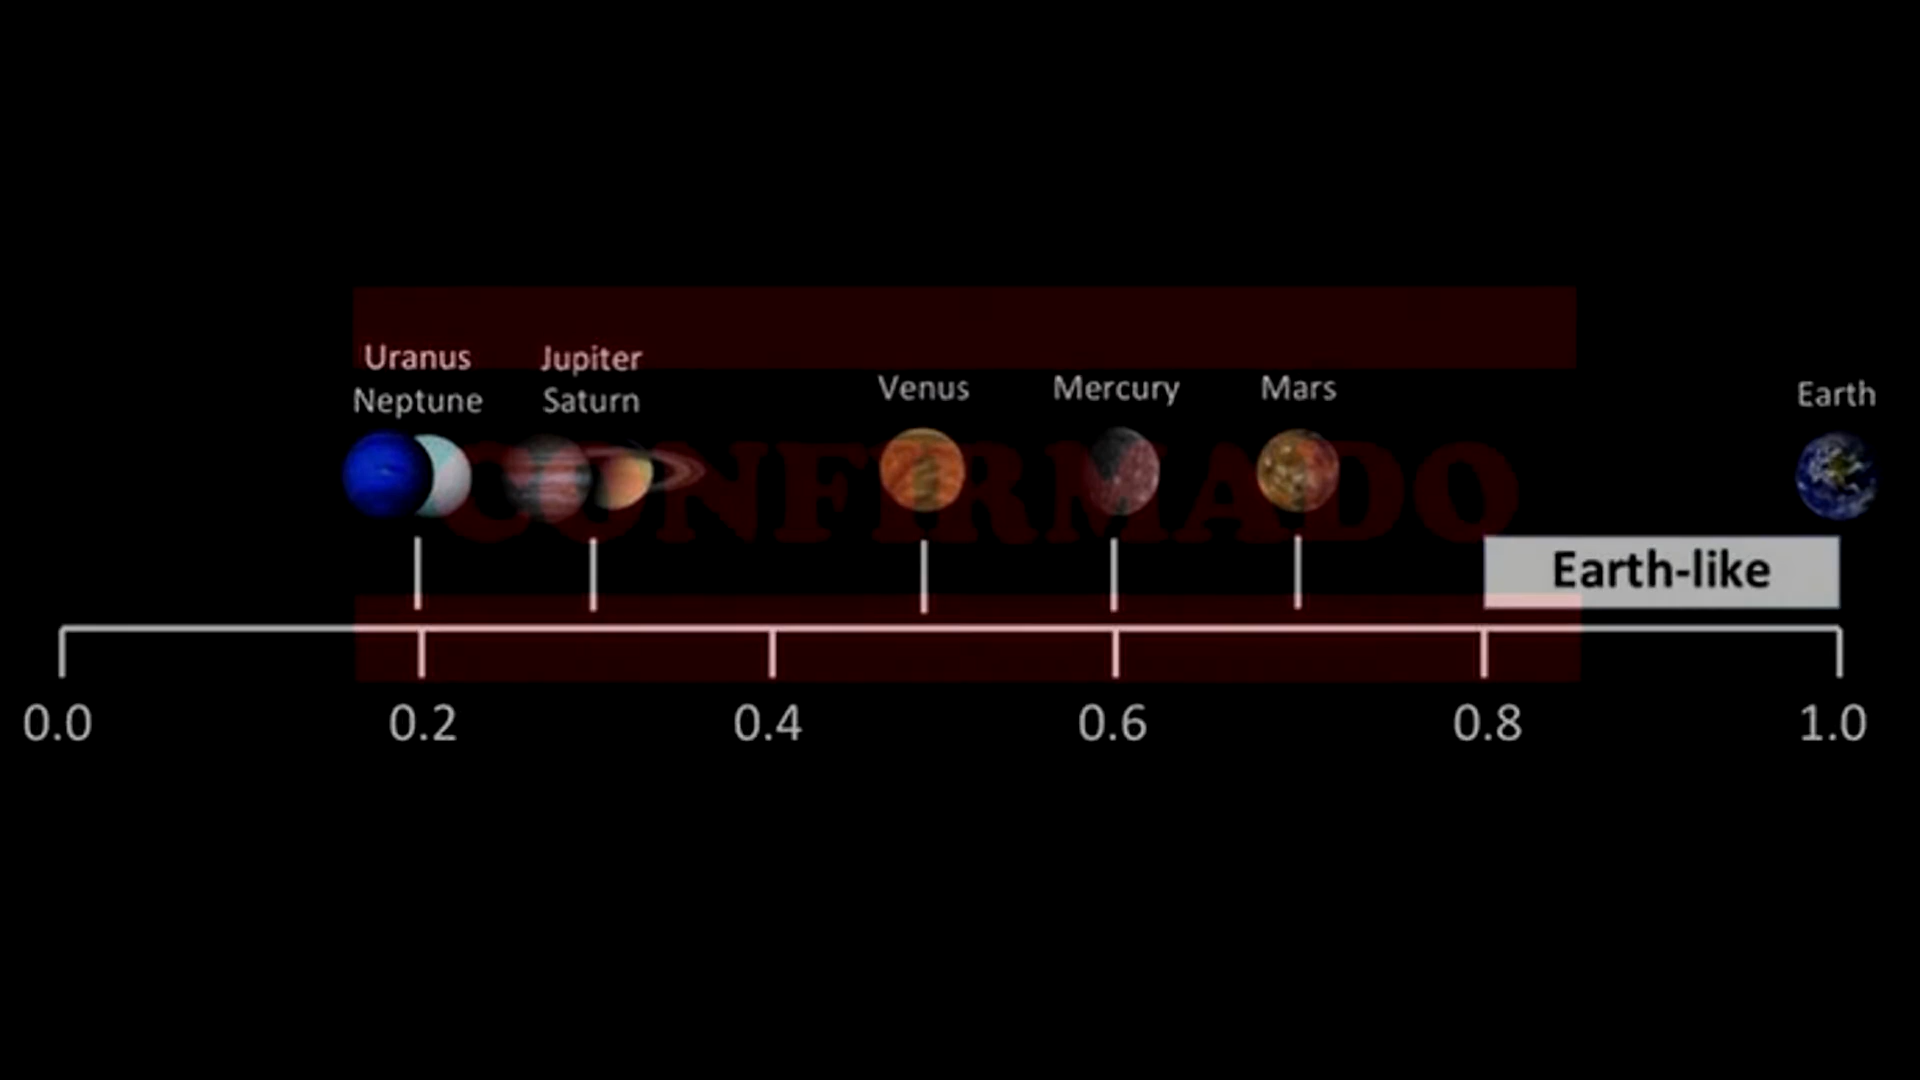 Uranus
Neptune
Jupiter
Saturn
Venus
Mercury
Mars
Earth
CONFIRMADO
Earth-like
0.0
0.2
0.4
0.6
0.8
1.0